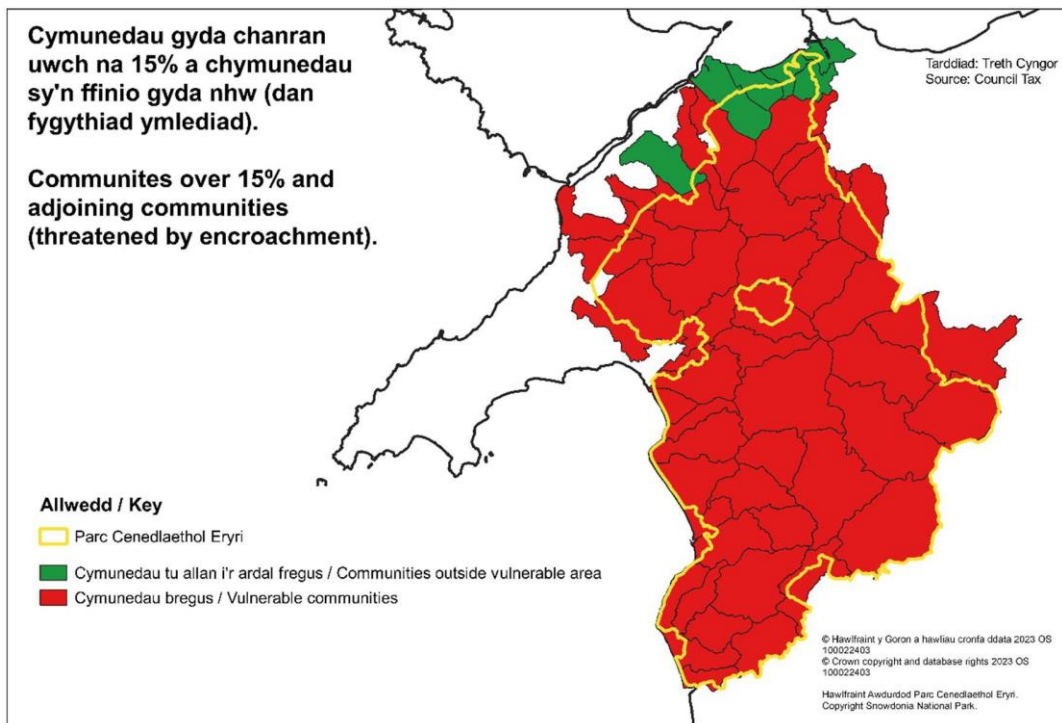 Cymunedau gyda chanran
uwch na 15% a chymunedau
sy'n ffinio gyda nhw (dan
fygythiad ymlediad).
Communites over 15% and
adjoining communities
(threatened by encroachment).
Tarddiad: Treth Cyngor
Source: Council Tax
Allwedd / Key
Parc Cenedlaethol Eryri
Cymunedau tu allan i'r ardal fregus / Communities outside vulnerable area
Cymunedau bregus / Vulnerable communities
© Hawlfraint y Goron a hawliau cronfa ddata 2023 OS
100022403
© Crown copyright and database rights 2023 OS
100022403
Hawlfraint Awdurdod Parc Cenedlaethol Eryri.
Copyright Snowdonia National Park.